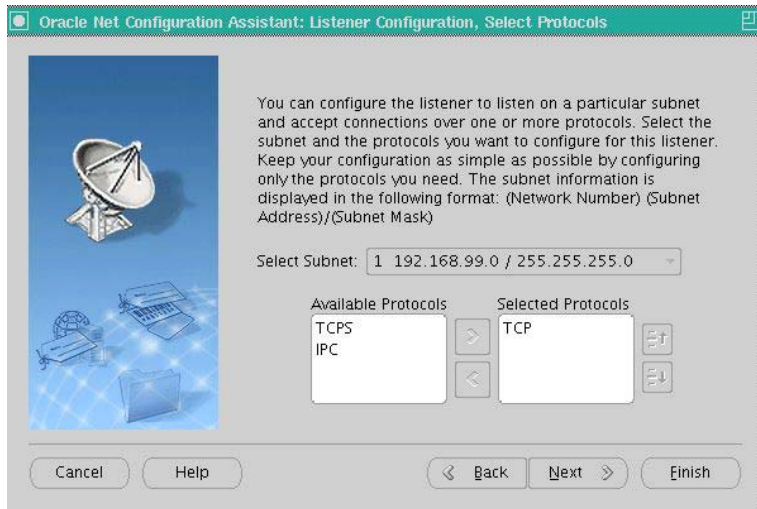 Oracle Net Configuration Assistant: Listener Configuration, Select Protocols
You can configure the listener to listen on a particular subnet
and accept connections over one or more protocols. Select the
subnet and the protocols you want to configure for this listener.
Keep your configuration as simple as possible by configuring
only the protocols you need. The subnet information is
displayed in the following format: (Network Number) (Subnet
Address)/(Subnet Mask)
Select Subnet: 1 192.168.99.0 / 255.255.255.0
Available Protocols Selected Protocols
TCPS TCP
IPC
Cancel Help Back Next Finish